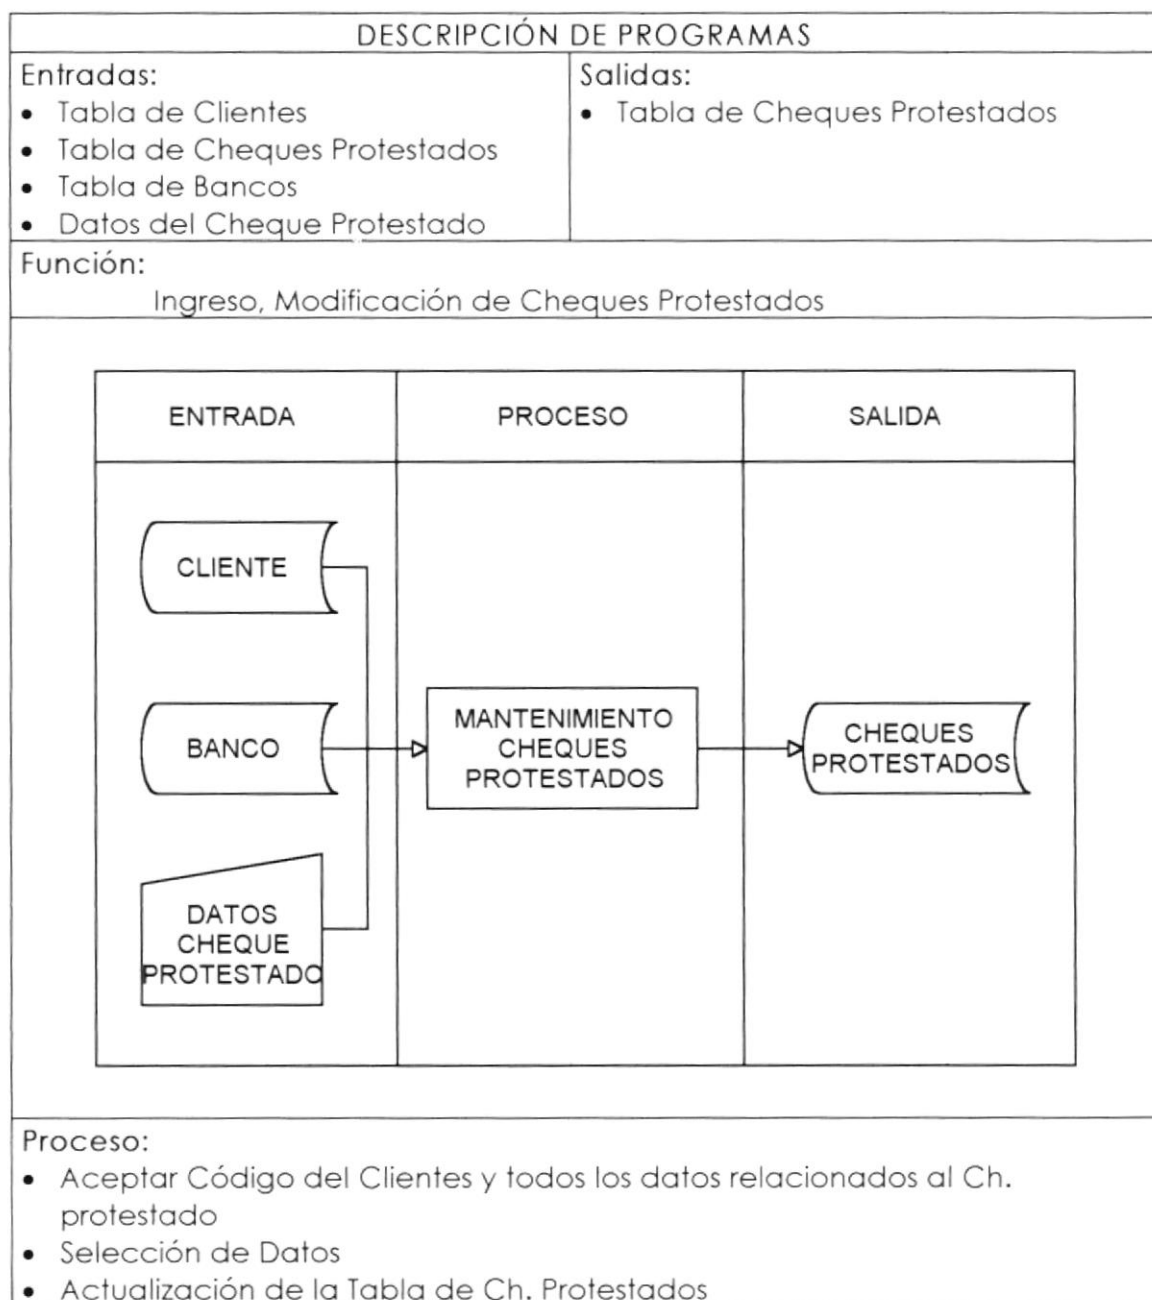 DESCRIPCIÓN DE PROGRAMAS
Entradas:
• Tabla de Clientes
• Tabla de Cheques Protestados
• Tabla de Bancos
• Datos del Cheque Protestado
Salidas:
• Tabla de Cheques Protestados
Función:
Ingreso, Modificación de Cheques Protestados
ENTRADA
PROCESO
SALIDA
CLIENTE
BANCO
DATOS
CHEQUE
PROTESTADO
MANTENIMIENTO
CHEQUES
PROTESTADOS
CHEQUES
PROTESTADOS
Proceso:
• Aceptar Código del Clientes y todos los datos relacionados al Ch.
protestado
• Selección de Datos
• Actualización de la Tabla de Ch. Protestados